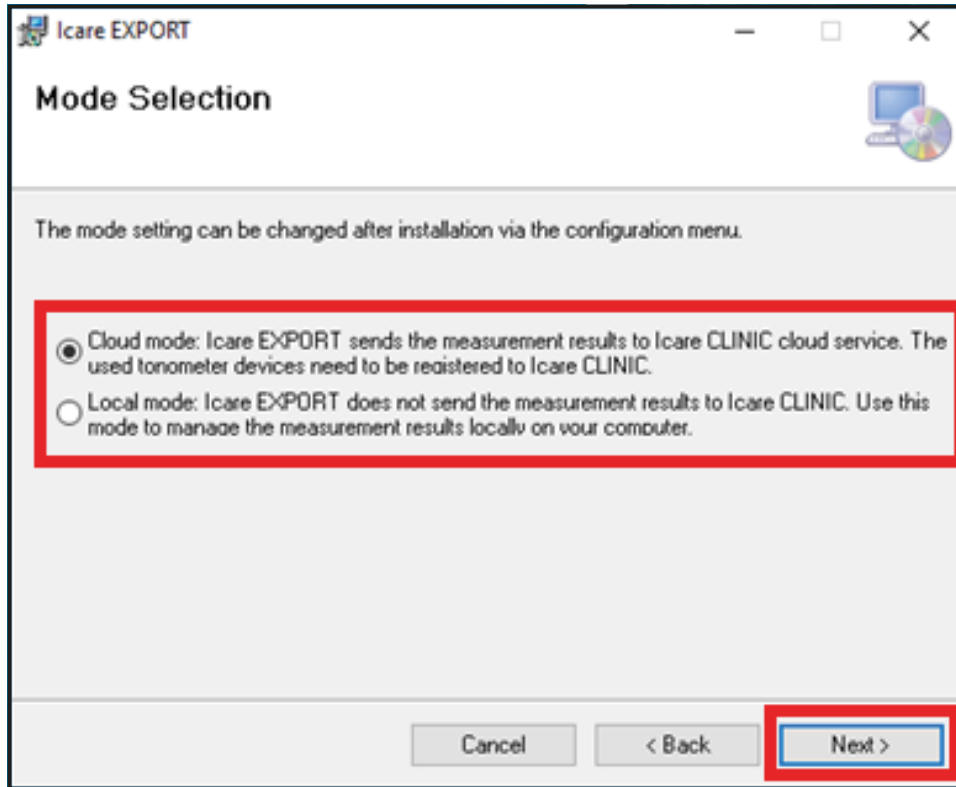 Icare EXPORT
Mode Selection
The mode setting can be changed after installation via the configuration menu.
Cloud mode: Icare EXPORT sends the measurement results to Icare CLINIC cloud service. The
used tonometer devices need to be registered to Icare CLINIC.
Local mode: Icare EXPORT does not send the measurement results to Icare CLINIC. Use this
mode to manage the measurement results locally on your computer.
Cancel
< Back
Next >